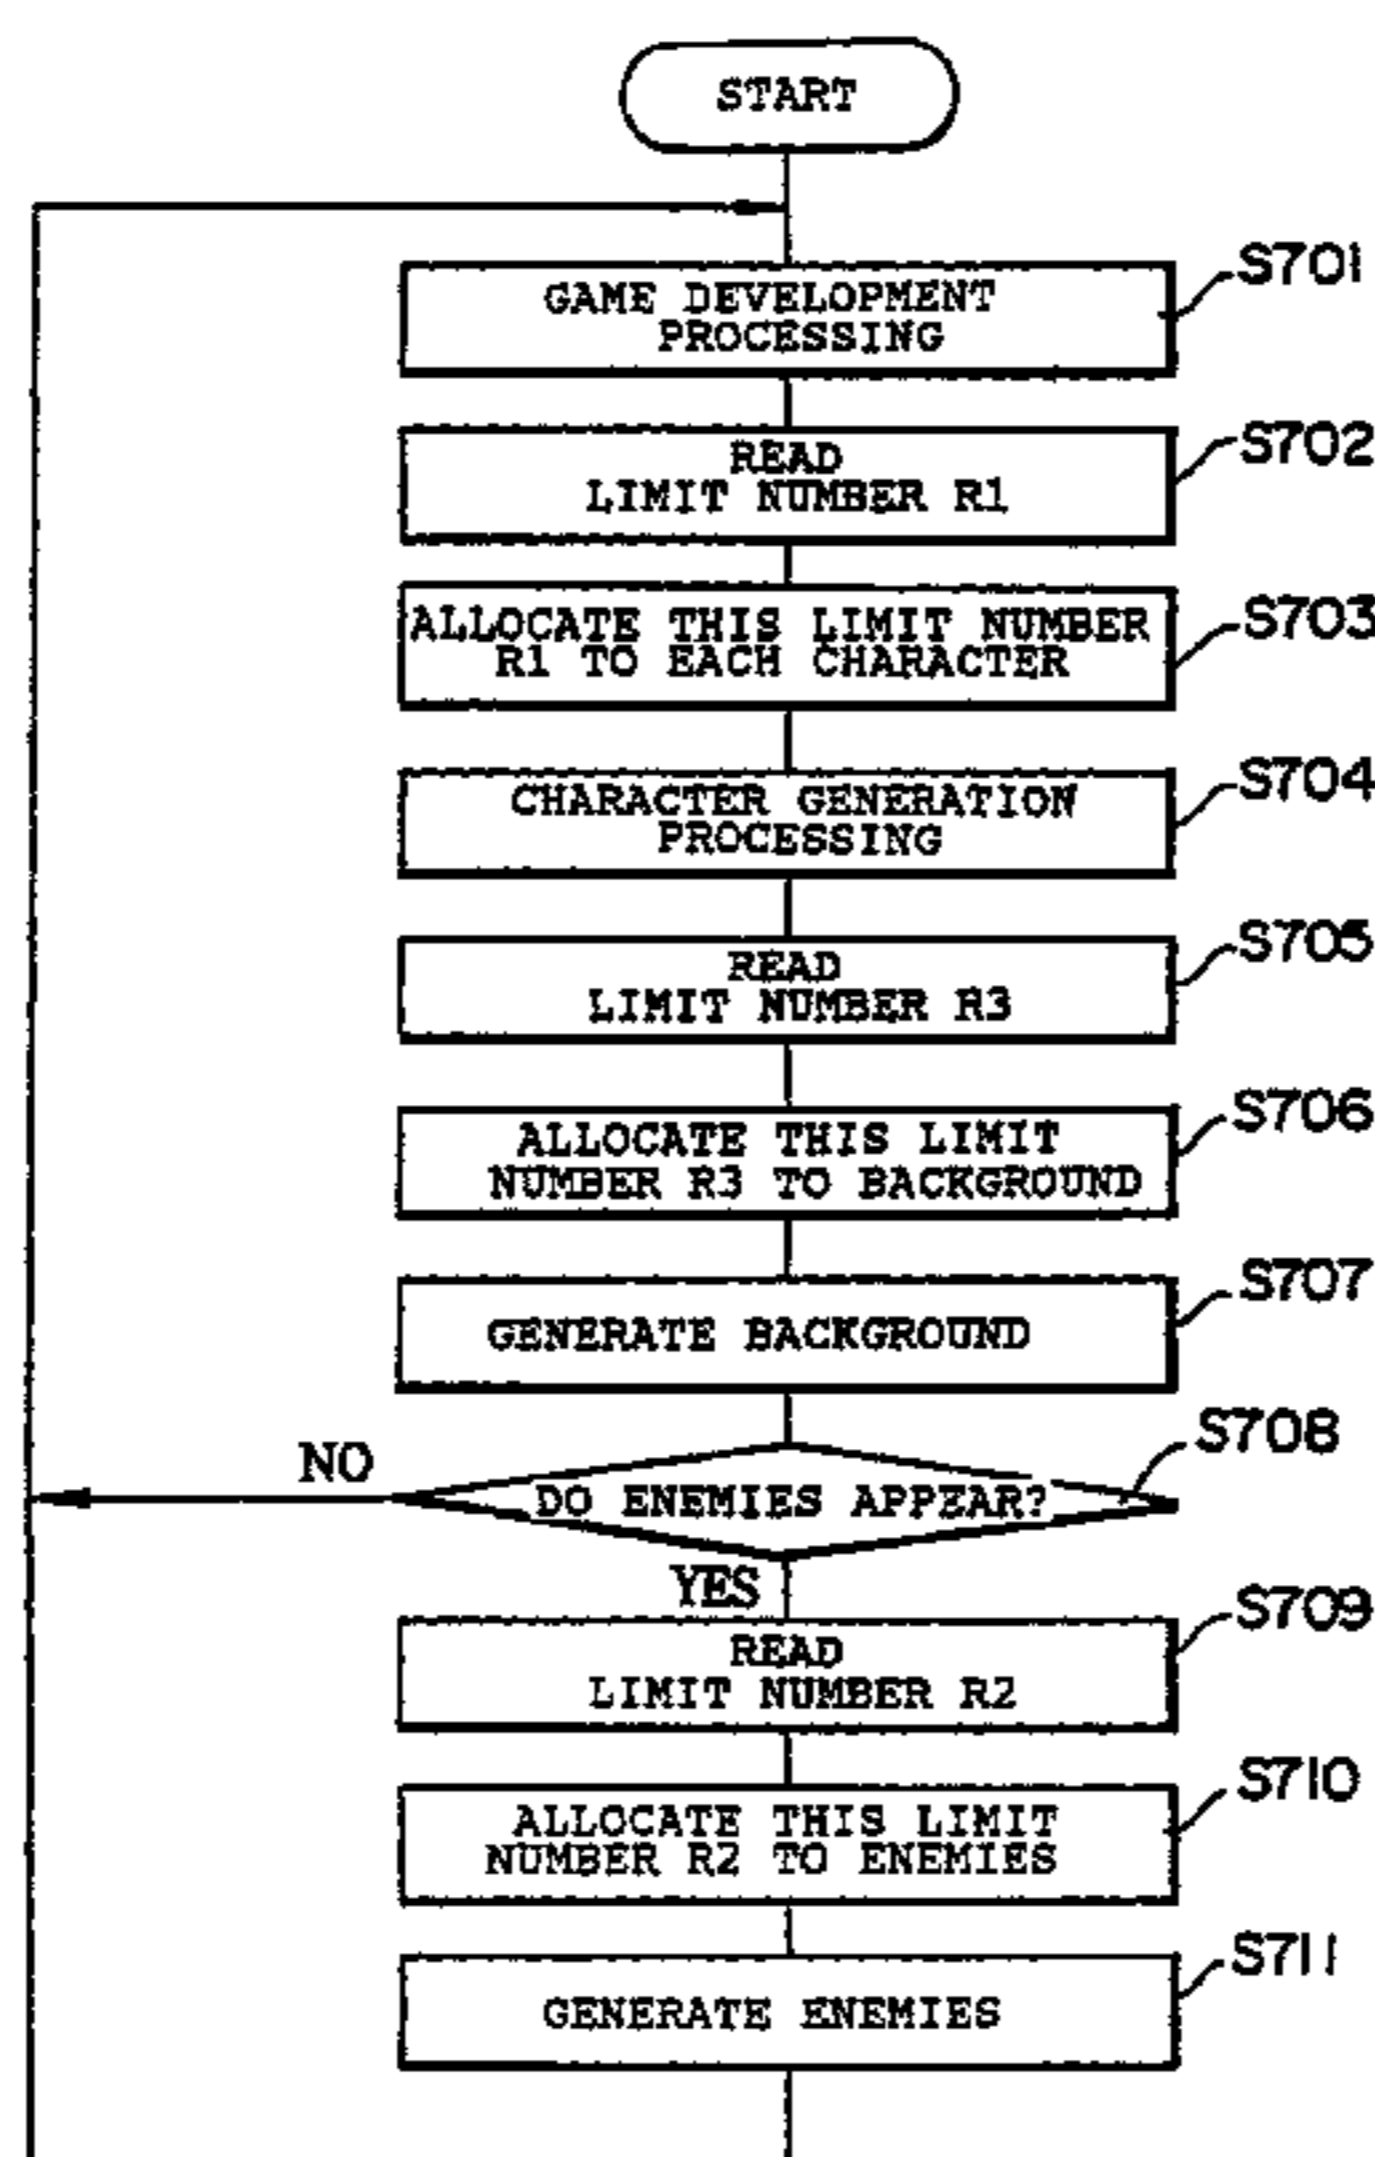 START
S701
GAME DEVELOPMENT
PROCESSING
S702
READ
LIMIT NUMBER R1
S703
ALLOCATE THIS LIMIT NUMBER
R1 TO EACH CHARACTER
S704
CHARACTER GENERATION
PROCESSING
S705
READ
LIMIT NUMBER R3
S706
ALLOCATE THIS LIMIT
NUMBER R3 TO BACKGROUND
S707
GENERATE BACKGROUND
S708
NO
DO ENEMIES APPEAR?
YES
S709
READ
LIMIT NUMBER R2
S710
ALLOCATE THIS LIMIT
NUMBER R2 TO ENEMIES
S711
GENERATE ENEMIES